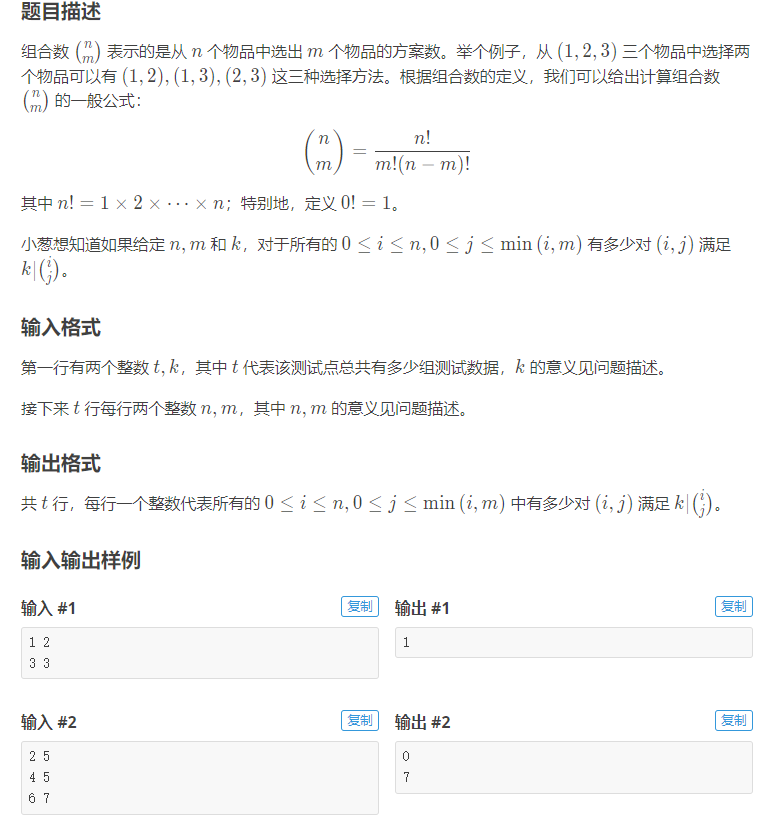 题目描述
组合数 $\binom{n}{m}$ 表示的是从 $n$ 个物品中选出 $m$ 个物品的方案数。举个例子，从 $(1,2,3)$ 三个物品中选择两
个物品可以有 $(1,2),(1,3),(2,3)$ 这三种选择方法。根据组合数的定义，我们可以给出计算组合数
$\binom{n}{m}$ 的一般公式：
$$\binom{n}{m}=\frac{n!}{m!(n-m)!}$$
其中 $n!=1\times2\times\cdots\times n$；特别地，定义 $0!=1$。
小葱想知道如果给定 $n,m$ 和 $k$，对于所有的 $0\leq i\leq n,0\leq j\leq \min(i,m)$ 有多少对 $(i,j)$ 满足
$k|\binom{i}{j}$。
输入格式
第一行有两个整数 $t,k$，其中 $t$ 代表该测试点总共有多少组测试数据，$k$ 的意义见问题描述。
接下来 $t$ 行每行两个整数 $n,m$，其中 $n,m$ 的意义见问题描述。
输出格式
共 $t$ 行，每行一个整数代表所有的 $0\leq i\leq n,0\leq j\leq \min(i,m)$ 中有多少对 $(i,j)$ 满足 $k|\binom{i}{j}$。
输入输出样例
输入 #1 复制 输出 #1 复制
1 2 1
3 3
输入 #2 复制 输出 #2 复制
2 5 0
4 5 7
6 7